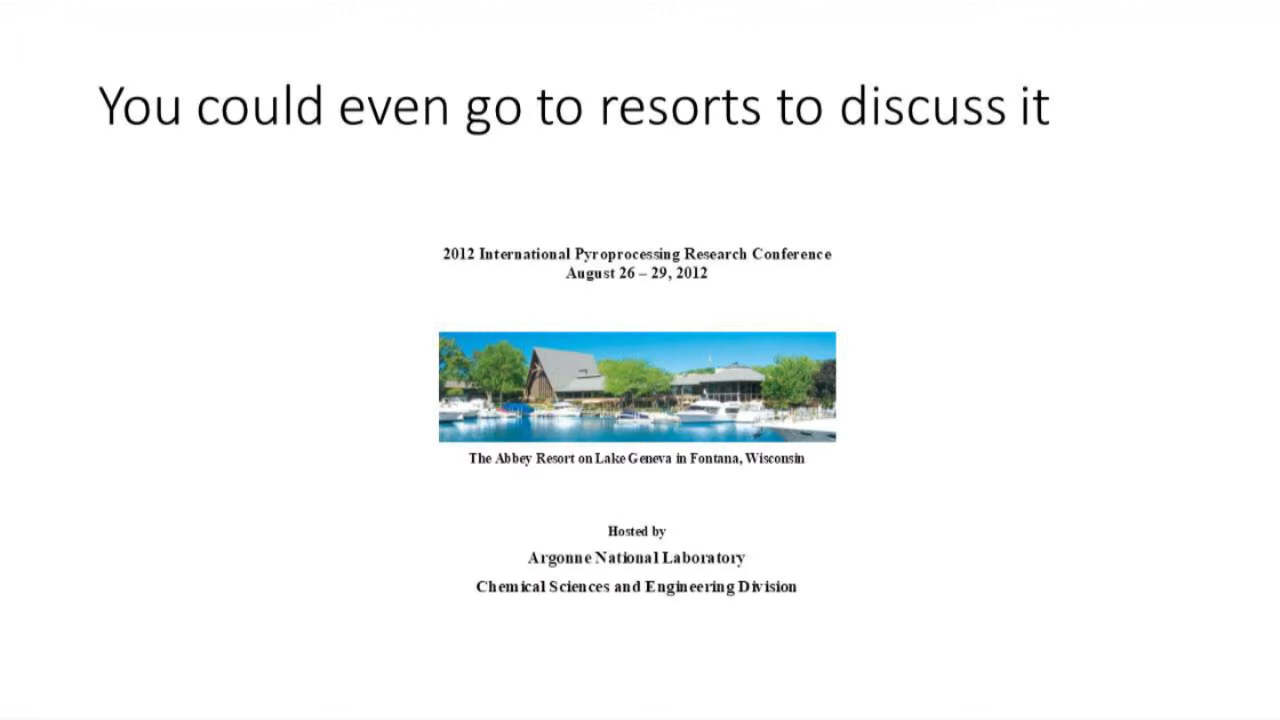 You could even go to resorts to discuss it
2012 International Pyroprocessing Research Conference
August 26 – 29, 2012
The Abbey Resort on Lake Geneva in Fontana, Wisconsin
Hosted by
Argonne National Laboratory
Chemical Sciences and Engineering Division